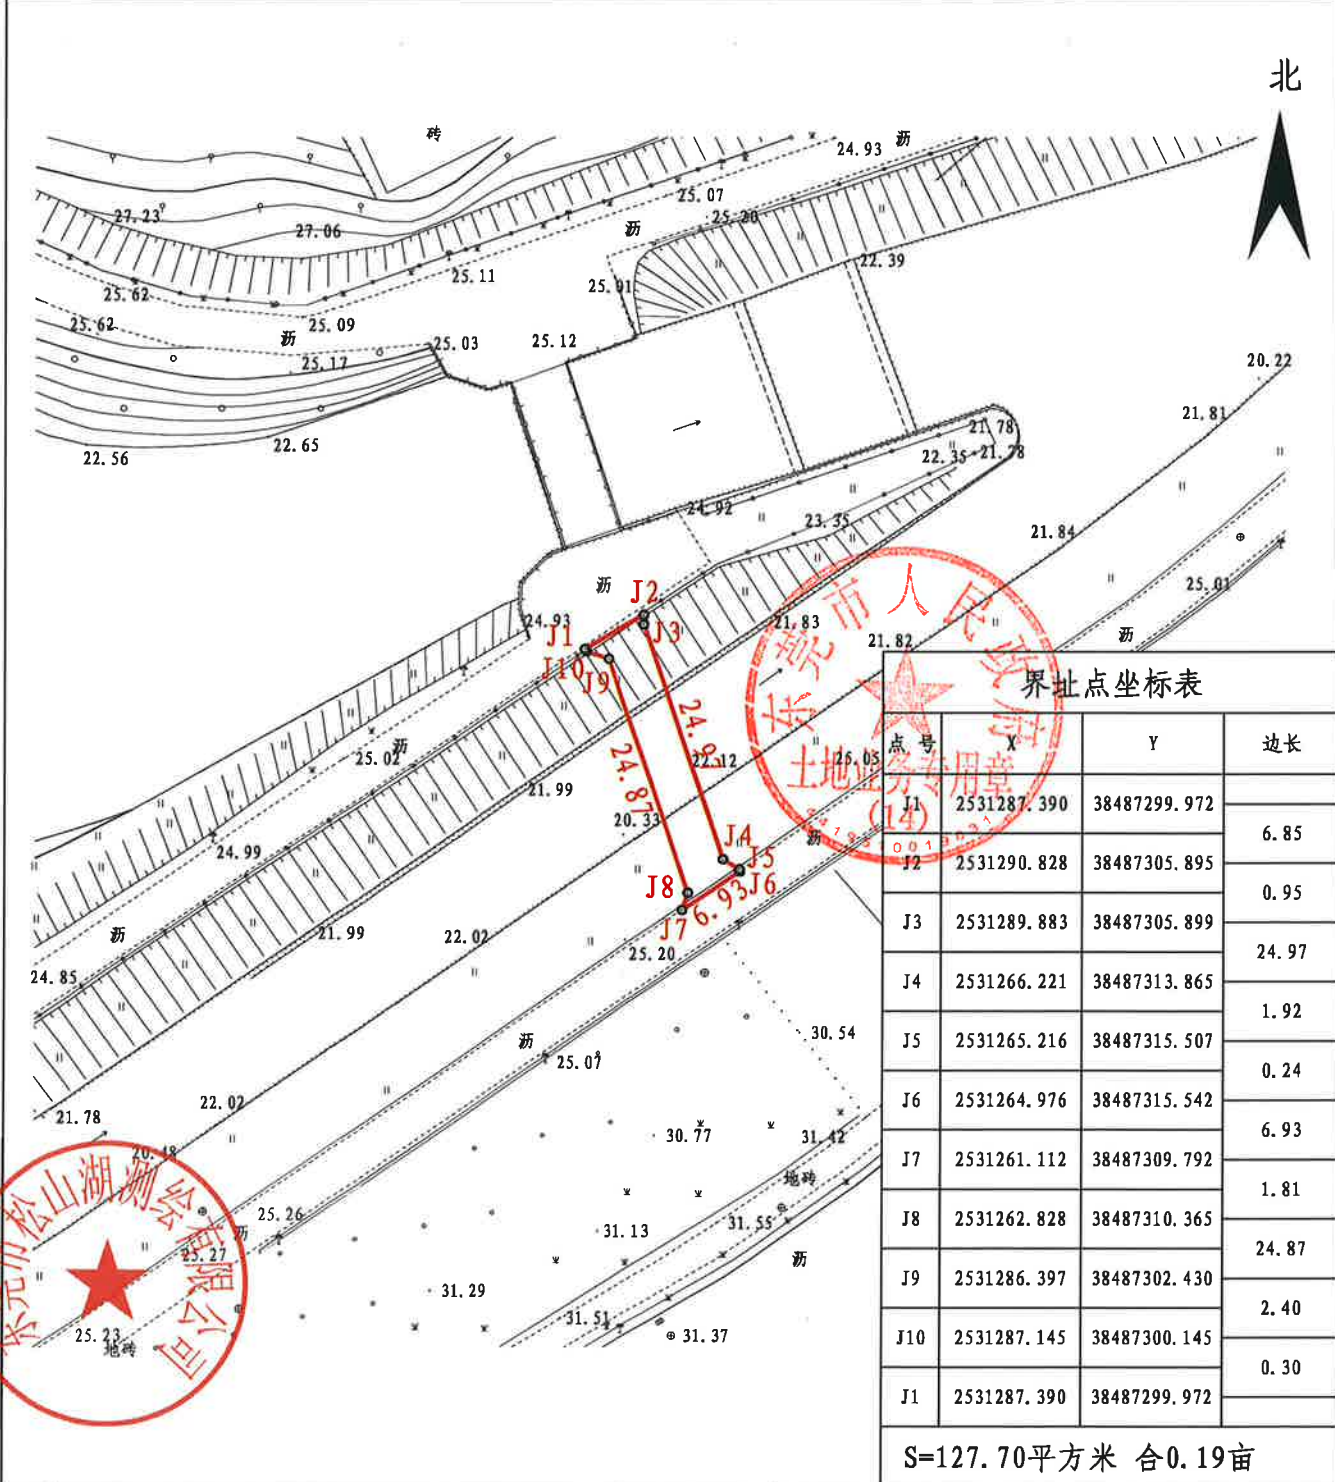 北
砖
沥
24.93
25.07
27.23
25.20
27.06
沥
22.39
25.11
25.91
25.62
25.62
25.09
沥
25.03
25.12
25.17
20.22
21.81
21.78
22.65
22.56
22.35
21.78
24.92
23.35
21.84
沥
25.01
J2
24.93
J1
J3
21.83
21.82
沥
J10
J9
24.97
沥
25.02
22.12
25.05
24.87
21.99
20.33
沥
24.99
J4
J5
J6
J8
6.93
J7
沥
21.99
22.02
25.20
24.85
30.54
沥
25.07
22.02
21.78
30.77
31.42
20.48
地砖
25.26
31.55
沥
31.13
25.27
沥
31.29
31.51
25.23
31.37
地砖
东莞市人民政府
土地业务专用章
(14)
东莞市松山湖测绘有限公司
界址点坐标表
点号 X Y 边长
J1 2531287.390 38487299.972
6.85
J2 2531290.828 38487305.895
0.95
J3 2531289.883 38487305.899
24.97
J4 2531266.221 38487313.865
1.92
J5 2531265.216 38487315.507
0.24
J6 2531264.976 38487315.542
6.93
J7 2531261.112 38487309.792
1.81
J8 2531262.828 38487310.365
24.87
J9 2531286.397 38487302.430
2.40
J10 2531287.145 38487300.145
0.30
J1 2531287.390 38487299.972
S=127.70平方米 合0.19亩